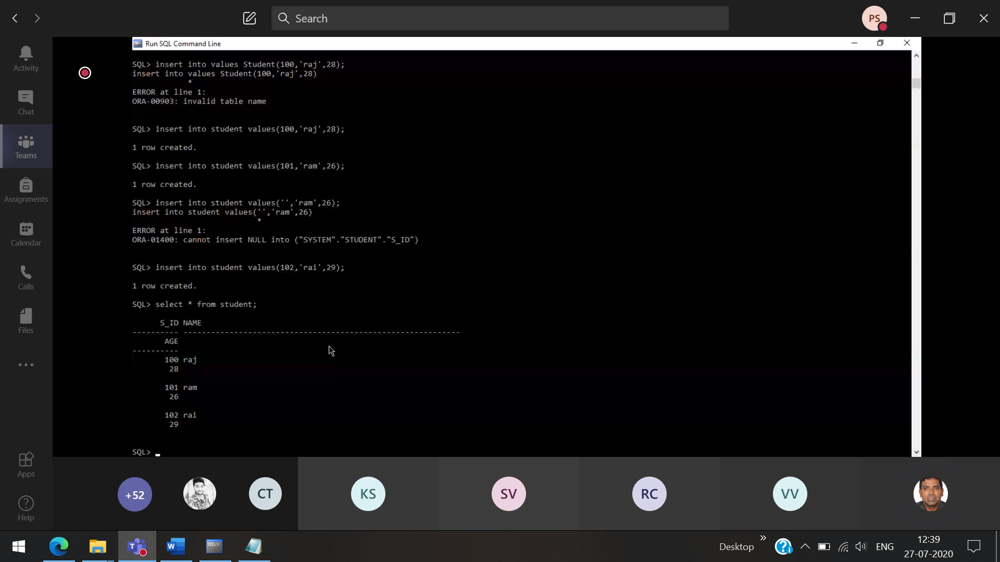 Search
PS
Activity
Chat
Teams
Assignments
Calendar
Calls
Files
Apps
Help
Run SQL Command Line
SQL> insert into values Student(100,'raj',28);
insert into values Student(100,'raj',28)
*
ERROR at line 1:
ORA-00903: invalid table name
SQL> insert into student values(100,'raj',28);
1 row created.
SQL> insert into student values(101,'ram',26);
1 row created.
SQL> insert into student values('','ram',26);
insert into student values('','ram',26)
*
ERROR at line 1:
ORA-01400: cannot insert NULL into ("SYSTEM"."STUDENT"."S_ID")
SQL> insert into student values(102,'rai',29);
1 row created.
SQL> select * from student;
S_ID NAME
---------- ------------------------------------------------------------
AGE
----------
100 raj
28
101 ram
26
102 rai
29
SQL>
+52
CT
KS
SV
RC
VV
Desktop
ENG
12:39
27-07-2020